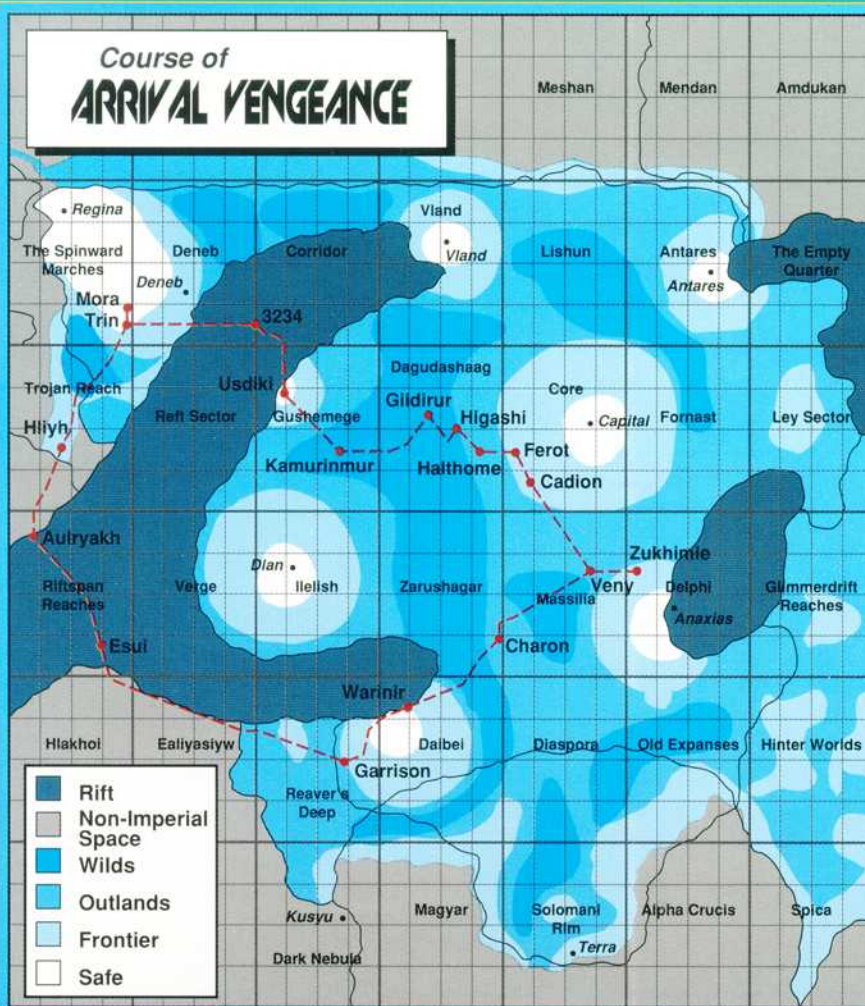 Course of
ARRIVAL VENGEANCE
Meshan
Mendan
Amdukan
Regina
Vland
The Spinward
Marches
Deneb
Corridor
Vland
Lishun
Antares
The Empty
Quarter
Deneb
Antares
Mora
Trin
3234
Trojan Reach
Usdiki
Dagudashaag
Core
Reft Sector
Gushemege
Giidirur
Higashi
Capital
Fornast
Ley Sector
Hliyh
Kamurinmur
Halthome
Ferot
Cadion
Aulryakh
Dlan
Zukhimie
Riftspan
Reaches
Verge
Ilelish
Zarushagar
Veny
Massilia
Delphi
Glimmerdrift
Reaches
Anaxias
Esui
Charon
Warinir
Hlakhoi
Ealiyasiyw
Daibei
Diaspora
Old Expanses
Hinter Worlds
Garrison
Reaver's
Deep
Rift
Non-Imperial
Space
Wilds
Outlands
Frontier
Safe
Kusyu
Magyar
Solomani
Rim
Alpha Crucis
Spica
Terra
Dark Nebula